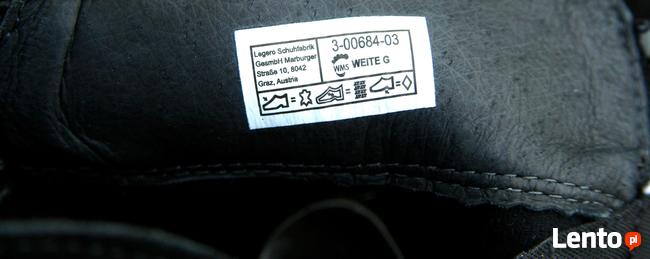 Legero Schuhfabrik
GesmbH Marburger
Straße 10, 8042
Graz, Austria
3-00684-03
WMS WEITE G
Lento pl